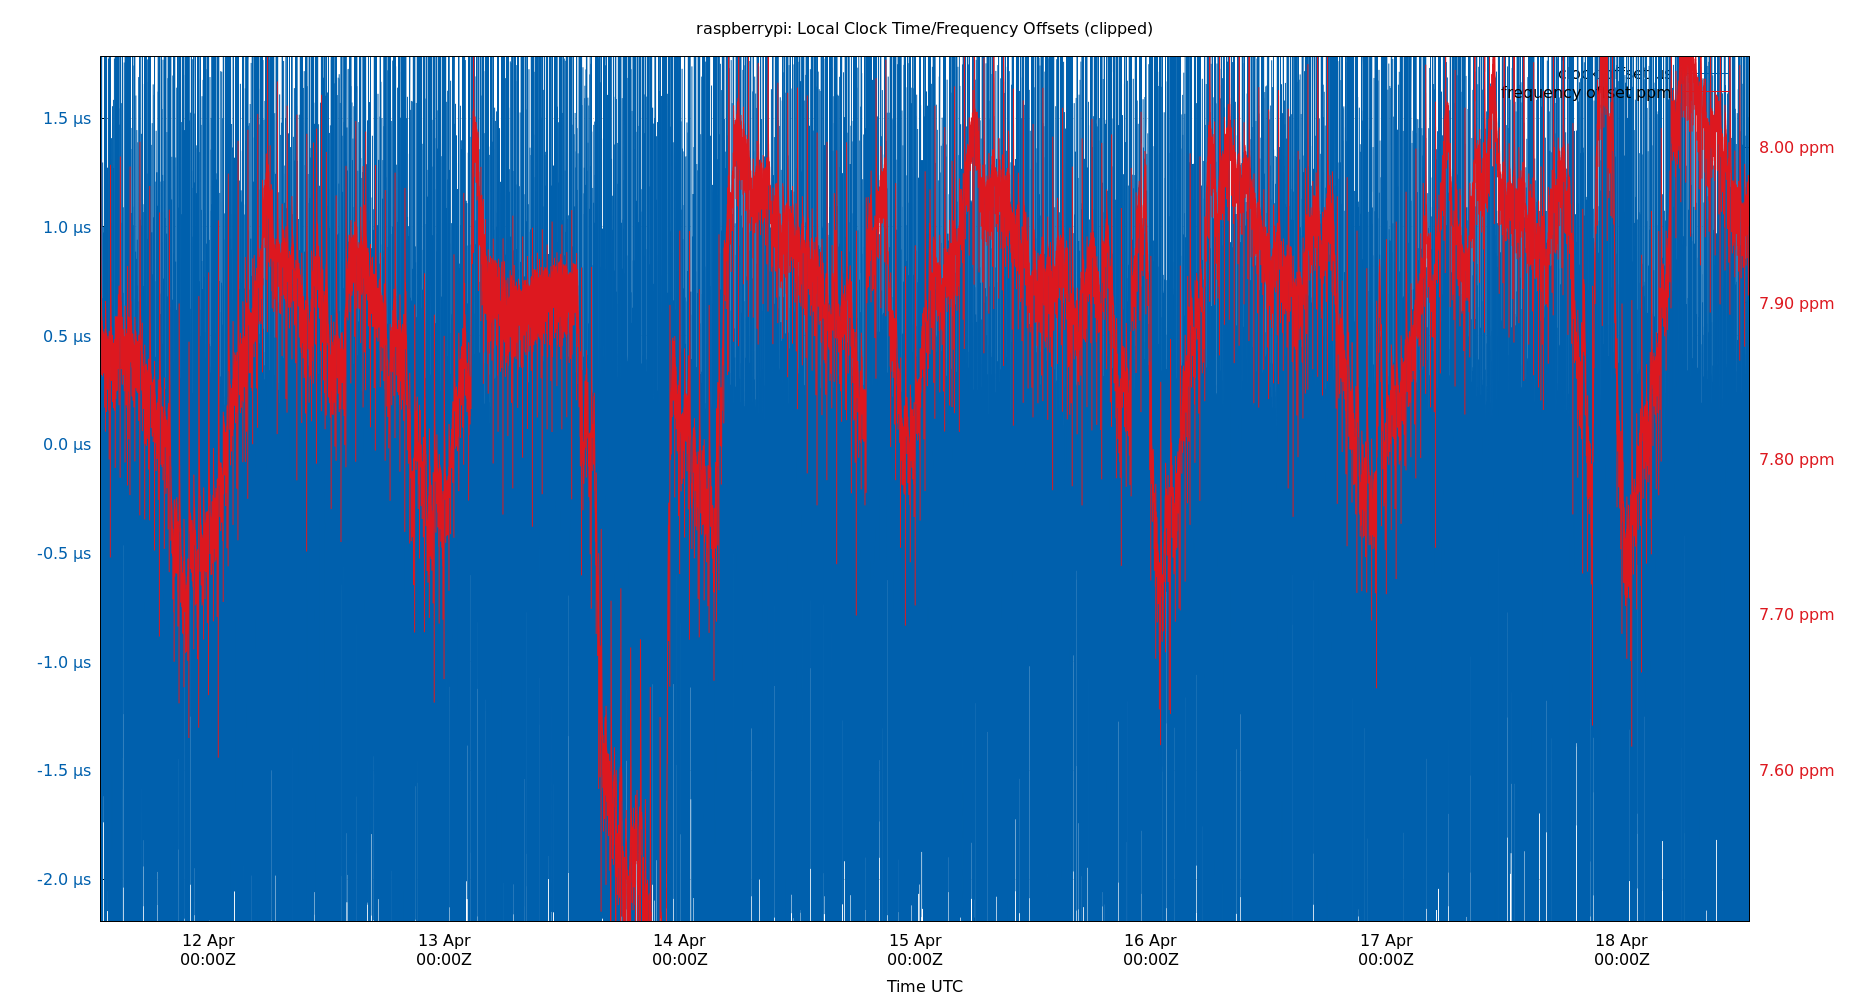 raspberrypi: Local Clock Time/Frequency Offsets (clipped)
clock offset µs
frequency offset ppm
1.5 µs
1.0 µs
0.5 µs
0.0 µs
-0.5 µs
-1.0 µs
-1.5 µs
-2.0 µs
8.00 ppm
7.90 ppm
7.80 ppm
7.70 ppm
7.60 ppm
12 Apr
00:00Z
13 Apr
00:00Z
14 Apr
00:00Z
15 Apr
00:00Z
16 Apr
00:00Z
17 Apr
00:00Z
18 Apr
00:00Z
Time UTC